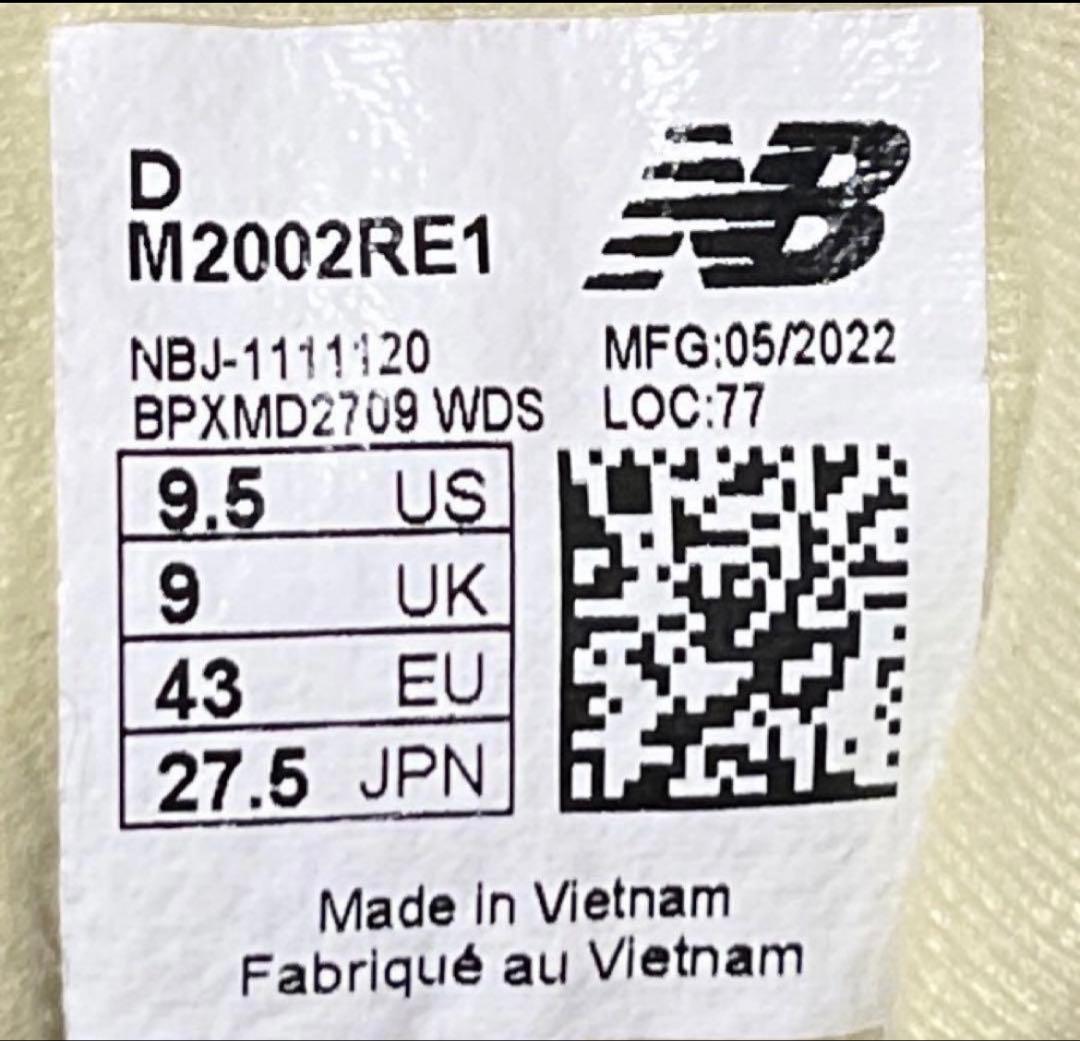 D
M2002RE1
NB
NBJ-1111120
BPXMD2709 WDS
MFG:05/2022
LOC:77
9.5 US
9 UK
43 EU
27.5 JPN
Made in Vietnam
Fabriqué au Vietnam